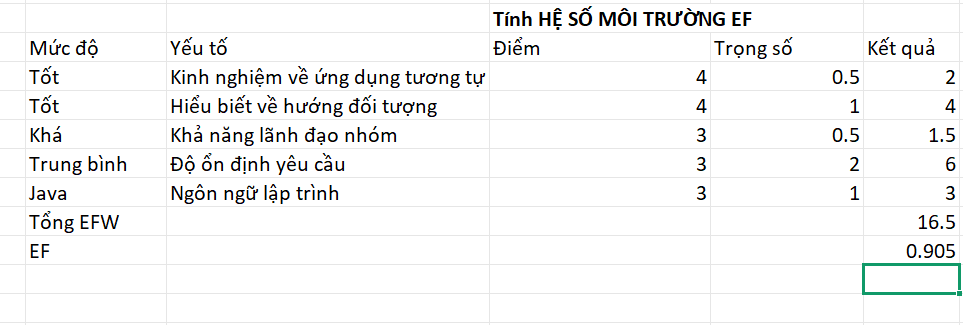 Tính HỆ SỐ MÔI TRƯỜNG EF
Mức độ Yếu tố Điểm Trọng số Kết quả
Tốt Kinh nghiệm về ứng dụng tương tự 4 0.5 2
Tốt Hiểu biết về hướng đối tượng 4 1 4
Khá Khả năng lãnh đạo nhóm 3 0.5 1.5
Trung bình Độ ổn định yêu cầu 3 2 6
Java Ngôn ngữ lập trình 3 1 3
Tổng EFW 16.5
EF 0.905